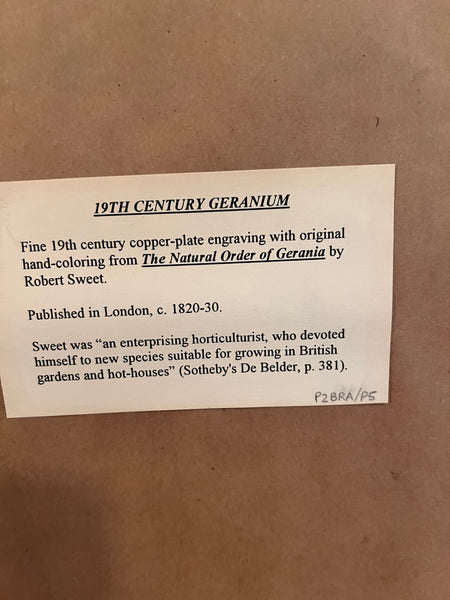 19TH CENTURY GERANIUM
Fine 19th century copper-plate engraving with original
hand-coloring from The Natural Order of Gerania by
Robert Sweet.
Published in London, c. 1820-30.
Sweet was "an enterprising horticulturist, who devoted
himself to new species suitable for growing in British
gardens and hot-houses" (Sotheby's De Belder, p. 381).
P2BRA/P5